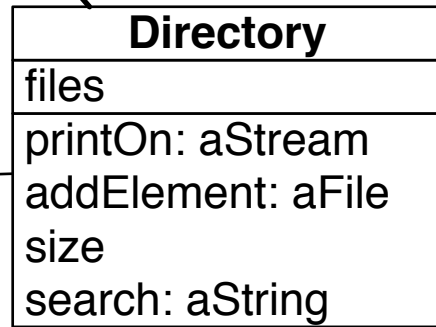 Directory
files
printOn: aStream
addElement: aFile
size
search: aString